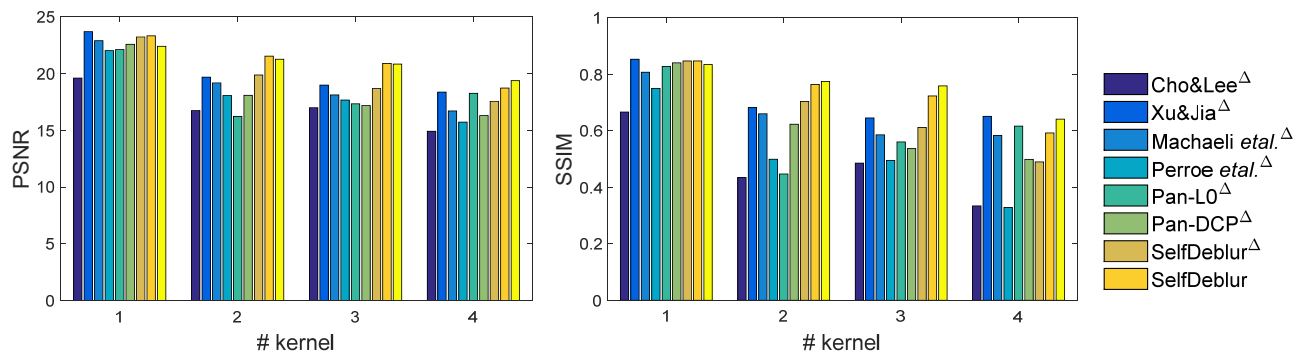 25
20
15
10
5
0
PSNR
1 2 3 4
# kernel
1
0.8
0.6
0.4
0.2
0
SSIM
1 2 3 4
# kernel
Cho&Lee^Δ
Xu&Jia^Δ
Machaeli etal.^Δ
Perroe etal.^Δ
Pan-L0^Δ
Pan-DCP^Δ
SelfDeblur^Δ
SelfDeblur